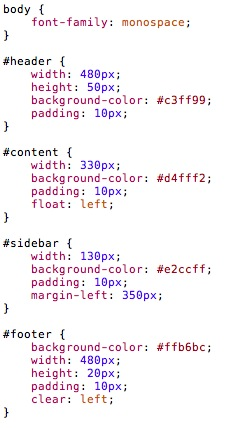 body {
    font-family: monospace;
}

#header {
    width: 480px;
    height: 50px;
    background-color: #c3ff99;
    padding: 10px;
}

#content {
    width: 330px;
    background-color: #d4fff2;
    padding: 10px;
    float: left;
}

#sidebar {
    width: 130px;
    background-color: #e2ccff;
    padding: 10px;
    margin-left: 350px;
}

#footer {
    background-color: #ffb6bc;
    width: 480px;
    height: 20px;
    padding: 10px;
    clear: left;
}